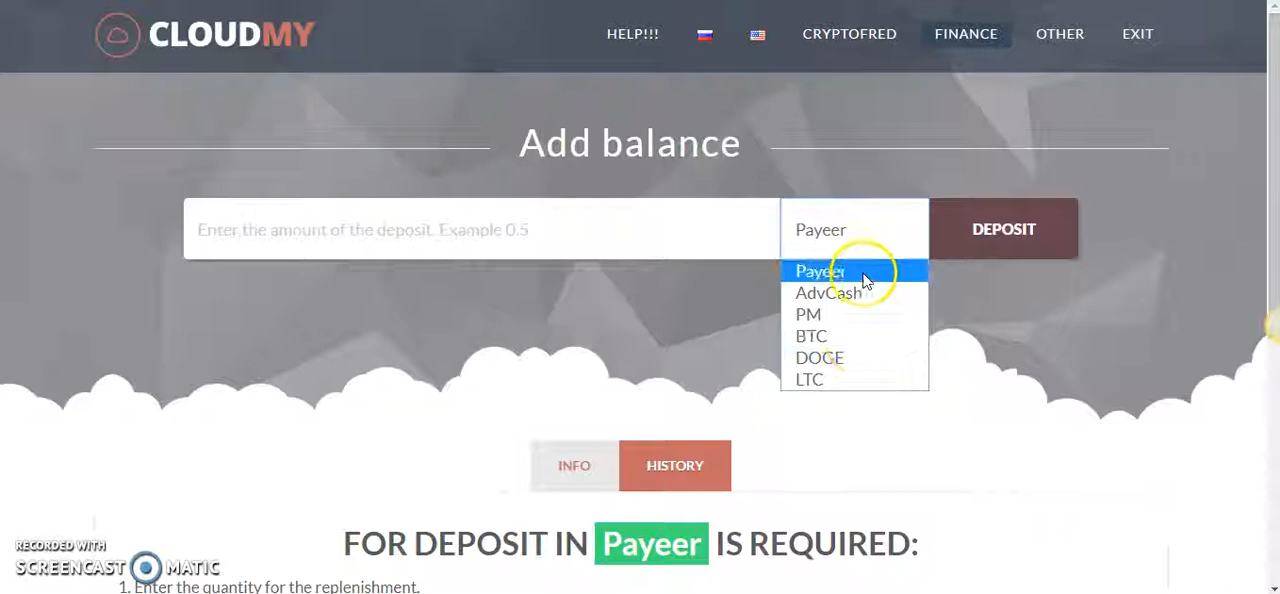 CLOUDMY
HELP!!!
CRYPTOFRED
FINANCE
OTHER
EXIT
Add balance
Enter the amount of the deposit. Example 0.5
Payeer
DEPOSIT
Payeer
AdvCash
PM
BTC
DOGE
LTC
INFO
HISTORY
FOR DEPOSIT IN Payeer IS REQUIRED:
1. Enter the quantity for the replenishment.
RECORDED WITH
SCREENCAST MATIC